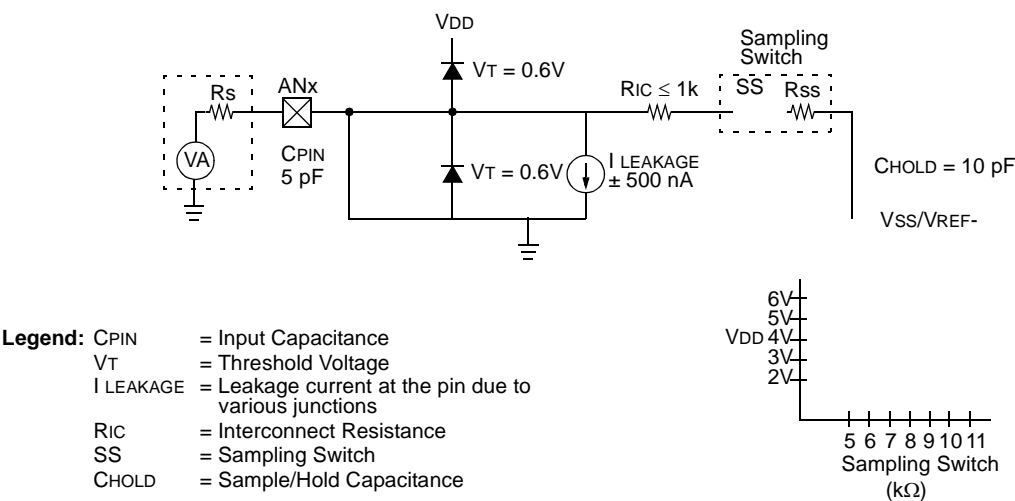 VDD
Sampling
Switch
VT = 0.6V
Rs
ANx
RIC ≤ 1k
SS
Rss
VA
CPIN
5 pF
VT = 0.6V
I LEAKAGE
± 500 nA
CHOLD = 10 pF
VSS/VREF-
6V
5V
VDD 4V
3V
2V
5 6 7 8 9 10 11
Sampling Switch
(kΩ)
Legend: CPIN = Input Capacitance
VT = Threshold Voltage
I LEAKAGE = Leakage current at the pin due to
various junctions
RIC = Interconnect Resistance
SS = Sampling Switch
CHOLD = Sample/Hold Capacitance